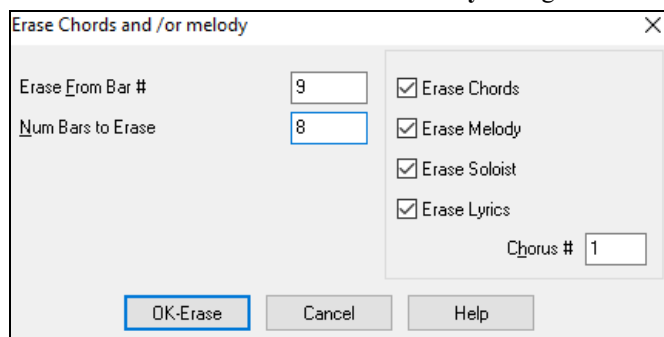 Erase Chords and /or melody
Erase From Bar # 9
Num Bars to Erase 8
Erase Chords
Erase Melody
Erase Soloist
Erase Lyrics
Chorus # 1
OK-Erase Cancel Help